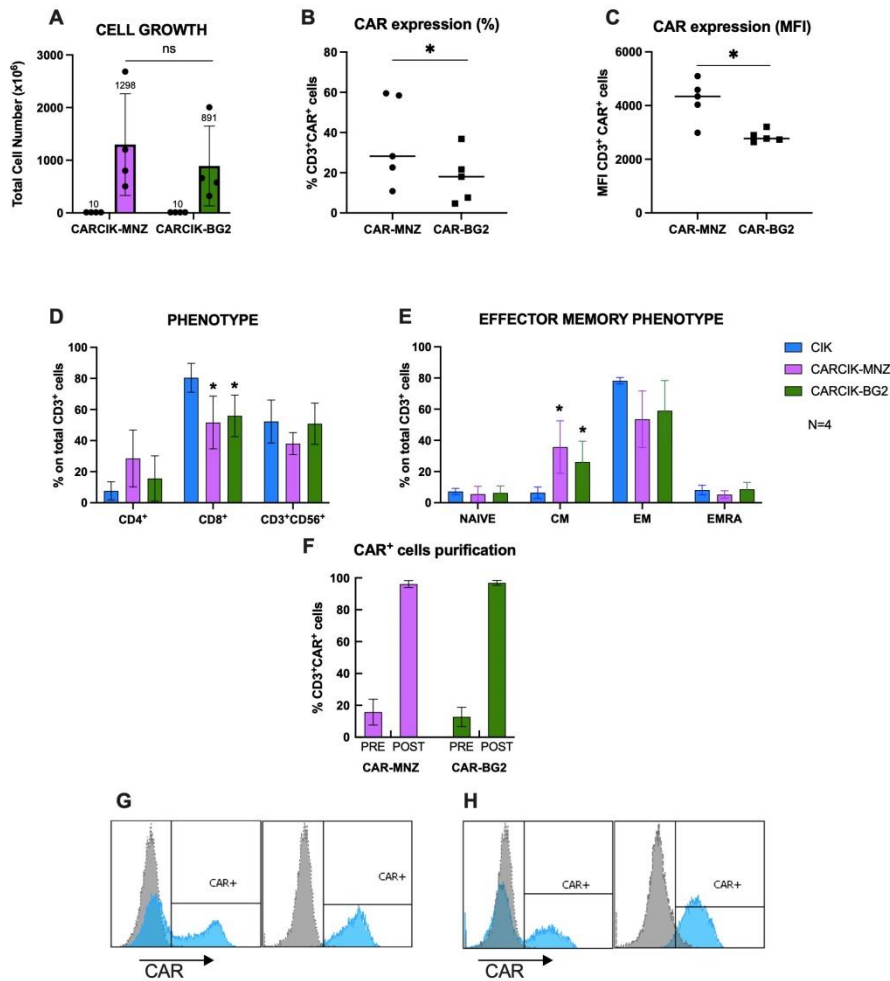 A
CELL GROWTH
ns
Total Cell Number (x10⁶)
3000
2000
1000
0
10
1298
10
891
CARCIK-MNZ
CARCIK-BG2
B
CAR expression (%)
*
% CD3⁺CAR⁺ cells
80
60
40
20
0
CAR-MNZ
CAR-BG2
C
CAR expression (MFI)
*
MFI CD3⁺ CAR⁺ cells
6000
4000
2000
0
CAR-MNZ
CAR-BG2
D
PHENOTYPE
% on total CD3⁺ cells
100
80
60
40
20
0
* *
CD4⁺
CD8⁺
CD3⁺CD56⁺
E
EFFECTOR MEMORY PHENOTYPE
% on total CD3⁺ cells
100
80
60
40
20
0
* *
NAIVE
CM
EM
EMRA
CIK
CARCIK-MNZ
CARCIK-BG2
N=4
F
CAR⁺ cells purification
% CD3⁺CAR⁺ cells
100
80
60
40
20
0
PRE POST
PRE POST
CAR-MNZ
CAR-BG2
G
CAR+
CAR+
CAR
H
CAR+
CAR+
CAR